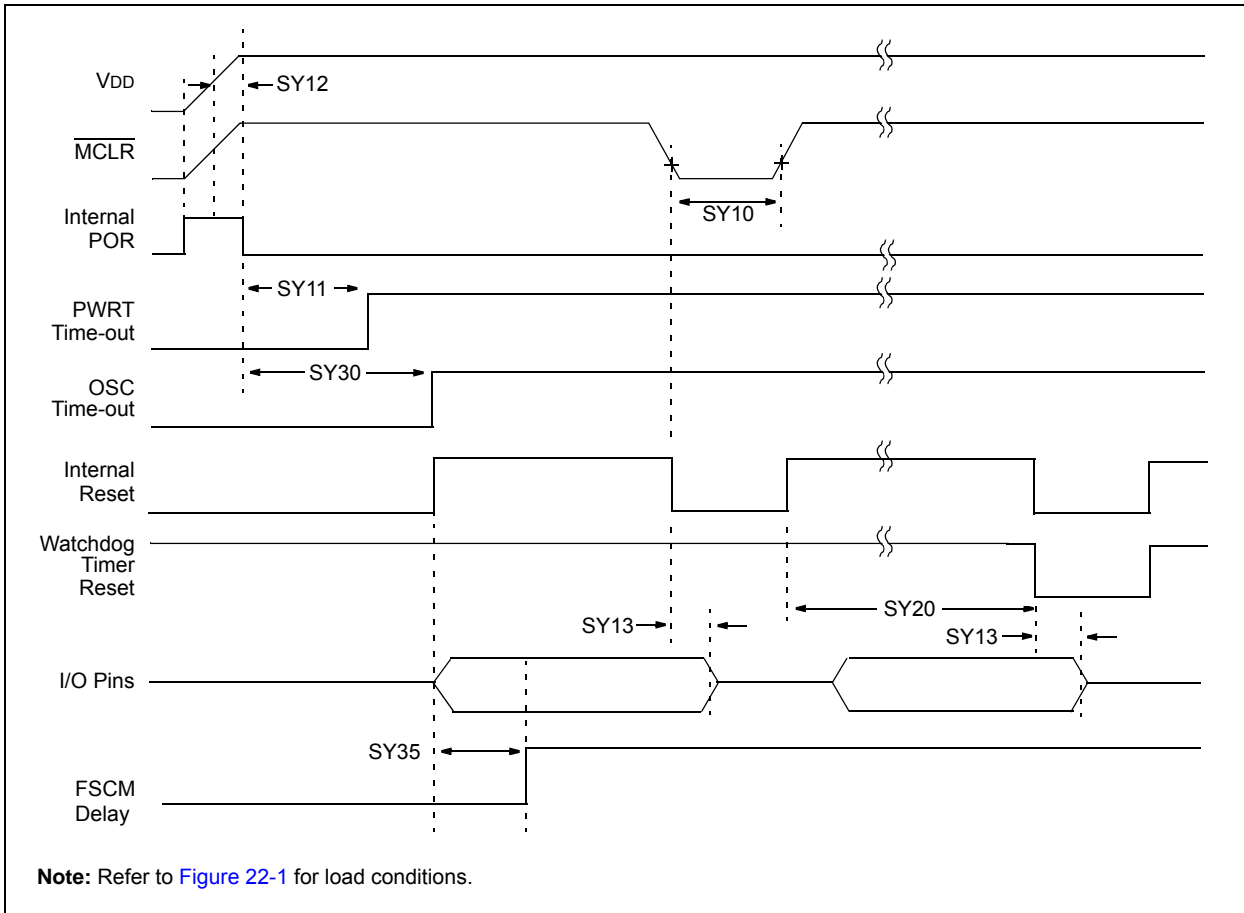 VDD
SY12
MCLR
SY10
Internal
POR
SY11
PWRT
Time-out
SY30
OSC
Time-out
Internal
Reset
Watchdog
Timer
Reset
SY20
SY13
SY13
I/O Pins
SY35
FSCM
Delay
Note: Refer to Figure 22-1 for load conditions.